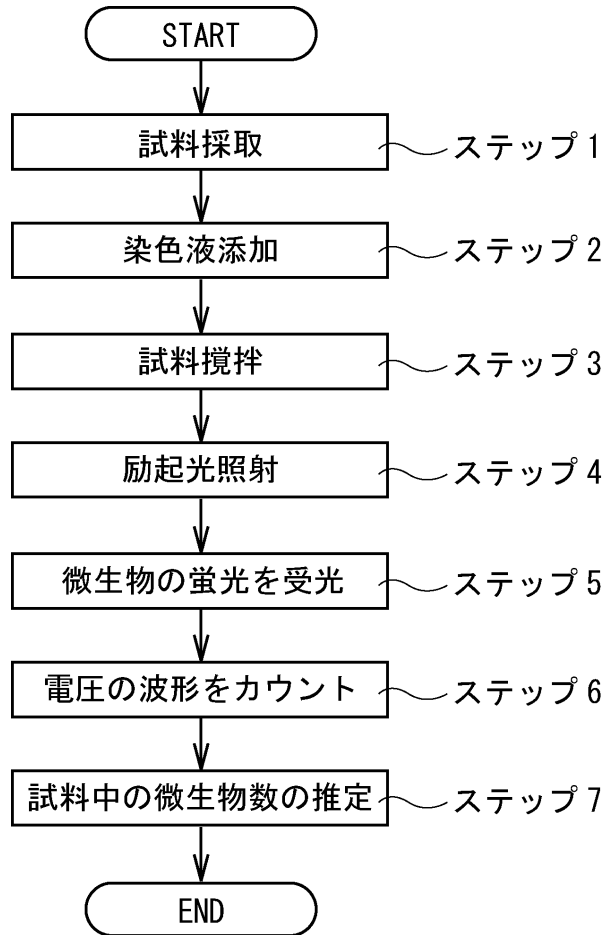 START
試料採取
ステップ1
染色液添加
ステップ2
試料撹拌
ステップ3
励起光照射
ステップ4
微生物の蛍光を受光
ステップ5
電圧の波形をカウント
ステップ6
試料中の微生物数の推定
ステップ7
END